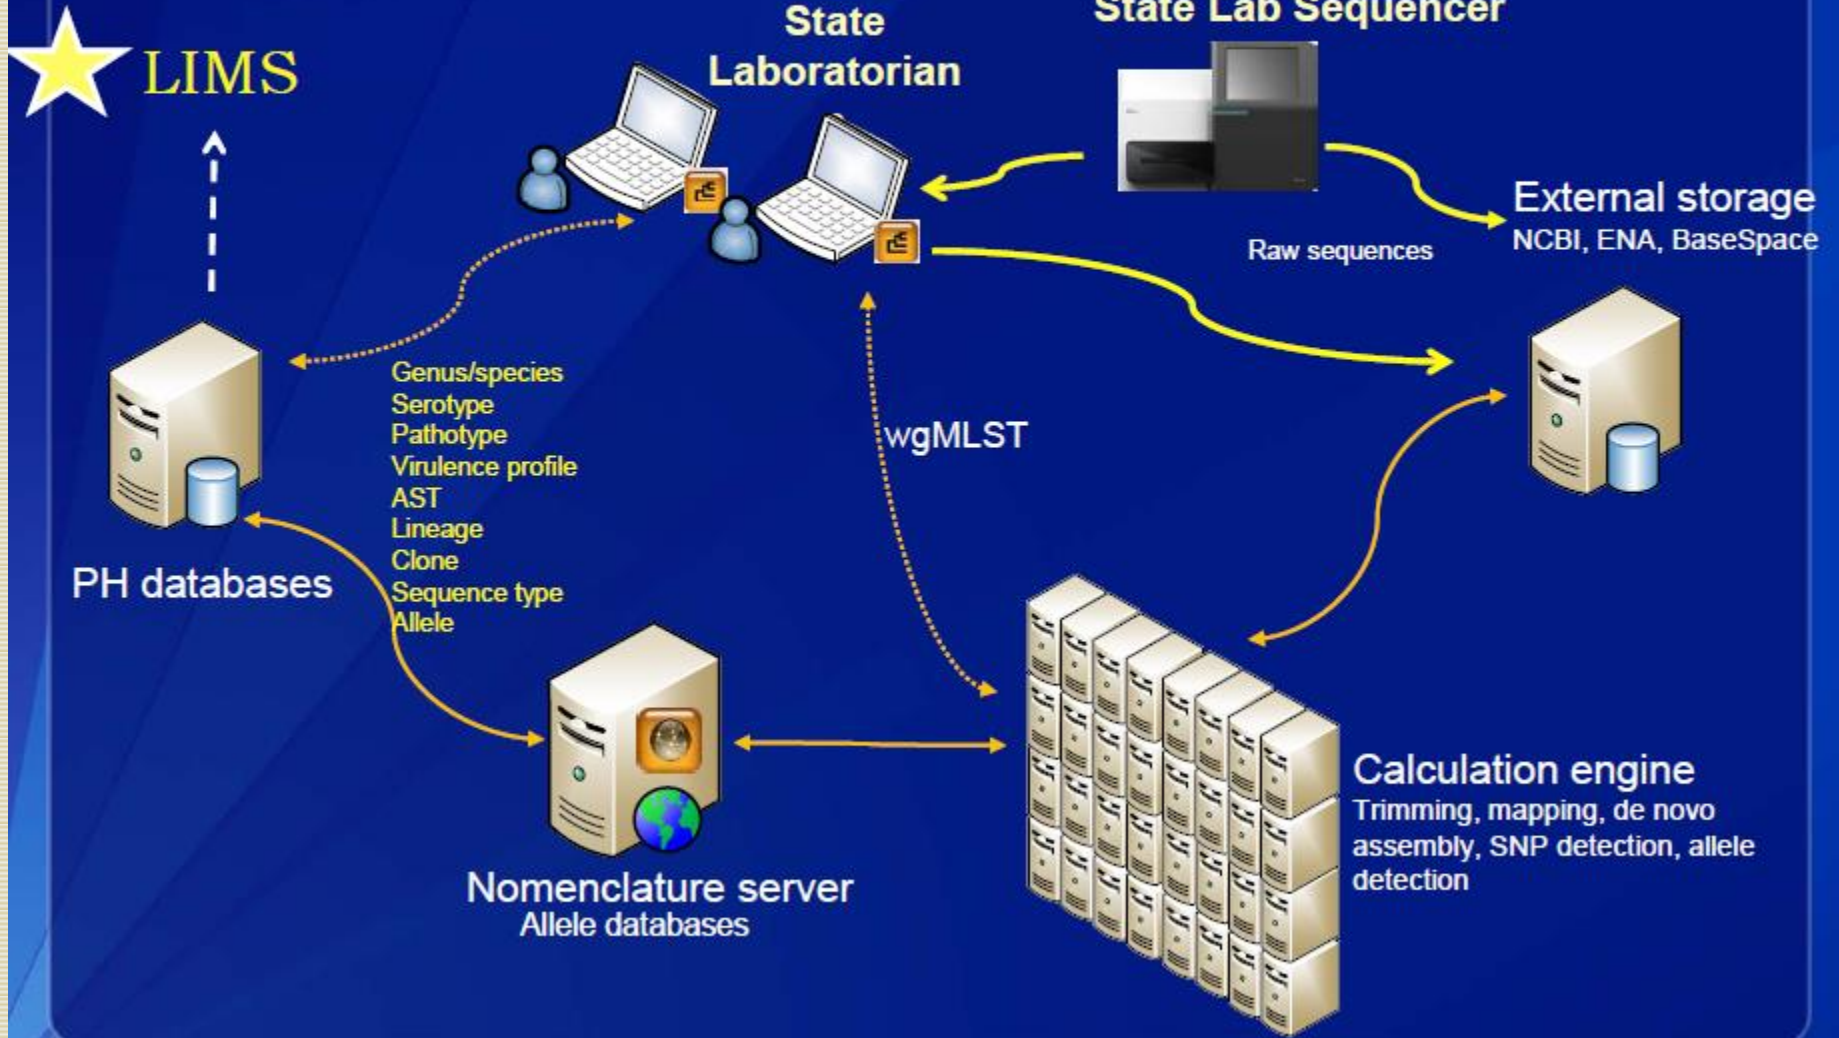 LIMS
State
Laboratorian
State Lab Sequencer
External storage
NCBI, ENA, BaseSpace
Raw sequences
Genus/species
Serotype
Pathotype
Virulence profile
AST
Lineage
Clone
Sequence type
Allele
wgMLST
PH databases
Nomenclature server
Allele databases
Calculation engine
Trimming, mapping, de novo
assembly, SNP detection, allele
detection